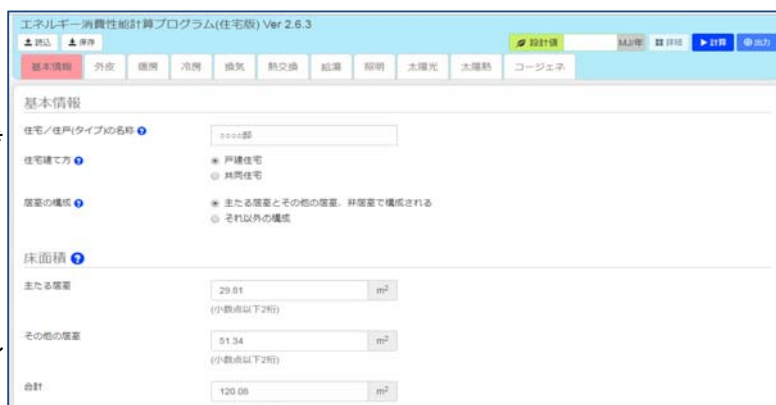 エネルギー消費性能計算プログラム(住宅版) Ver 2.6.3
読込 保存 設計値 MJ/年 詳細 計算 出力
基本情報 外皮 暖房 冷房 換気 熱交換 給湯 照明 太陽光 太陽熱 コージェネ
基本情報
住宅／住戸(タイプ)の名称 ○○○○邸
住宅建て方 戸建住宅
共同住宅
居室の構成 主たる居室とその他の居室、非居室で構成される
それ以外の構成
床面積
主たる居室 29.81 m²
(小数点以下2桁)
その他の居室 51.34 m²
(小数点以下2桁)
合計 120.08 m²